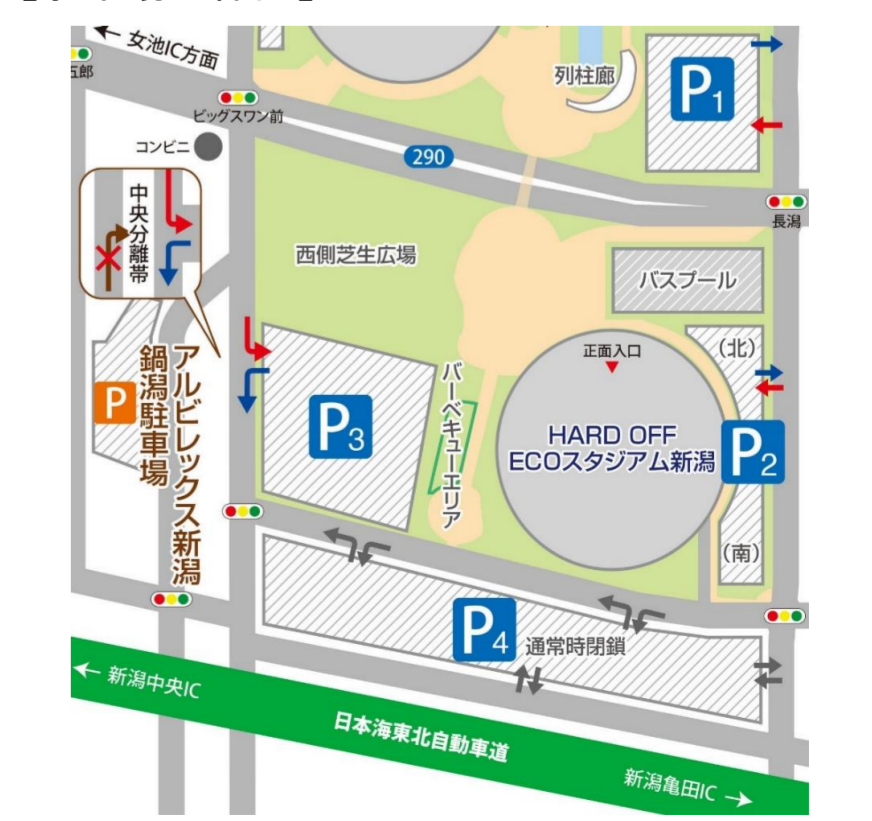 女池IC方面
五郎
ビッグスワン前
コンビニ
列柱廊
P1
290
長潟
中央分離帯
西側芝生広場
バスプール
正面入口
(北)
HARD OFF
ECOスタジアム新潟
P2
(南)
バーベキューエリア
P3
P
アルビレックス新潟
鍋潟駐車場
P4
通常時閉鎖
新潟中央IC
日本海東北自動車道
新潟亀田IC